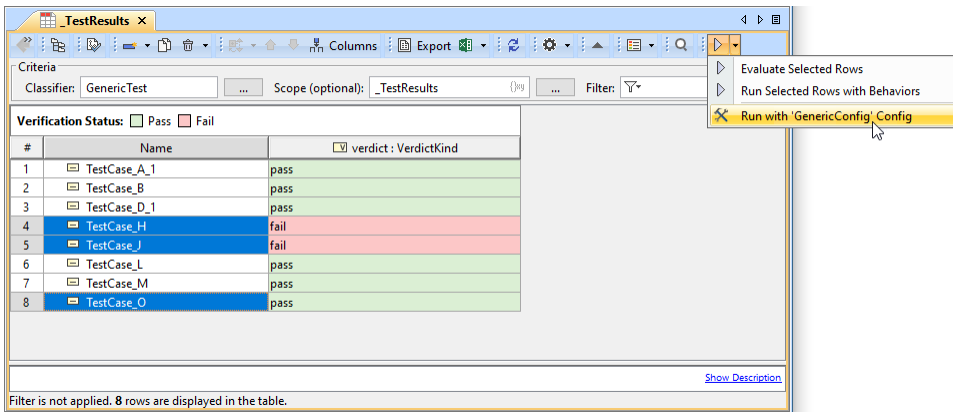 _TestResults
Columns Export
Criteria
Classifier: GenericTest ... Scope (optional): _TestResults ... Filter:
Evaluate Selected Rows
Run Selected Rows with Behaviors
Run with 'GenericConfig' Config
Verification Status: Pass Fail
# Name verdict : VerdictKind
1 TestCase_A_1 pass
2 TestCase_B pass
3 TestCase_D_1 pass
4 TestCase_H fail
5 TestCase_J fail
6 TestCase_L pass
7 TestCase_M pass
8 TestCase_O pass
Show Description
Filter is not applied. 8 rows are displayed in the table.